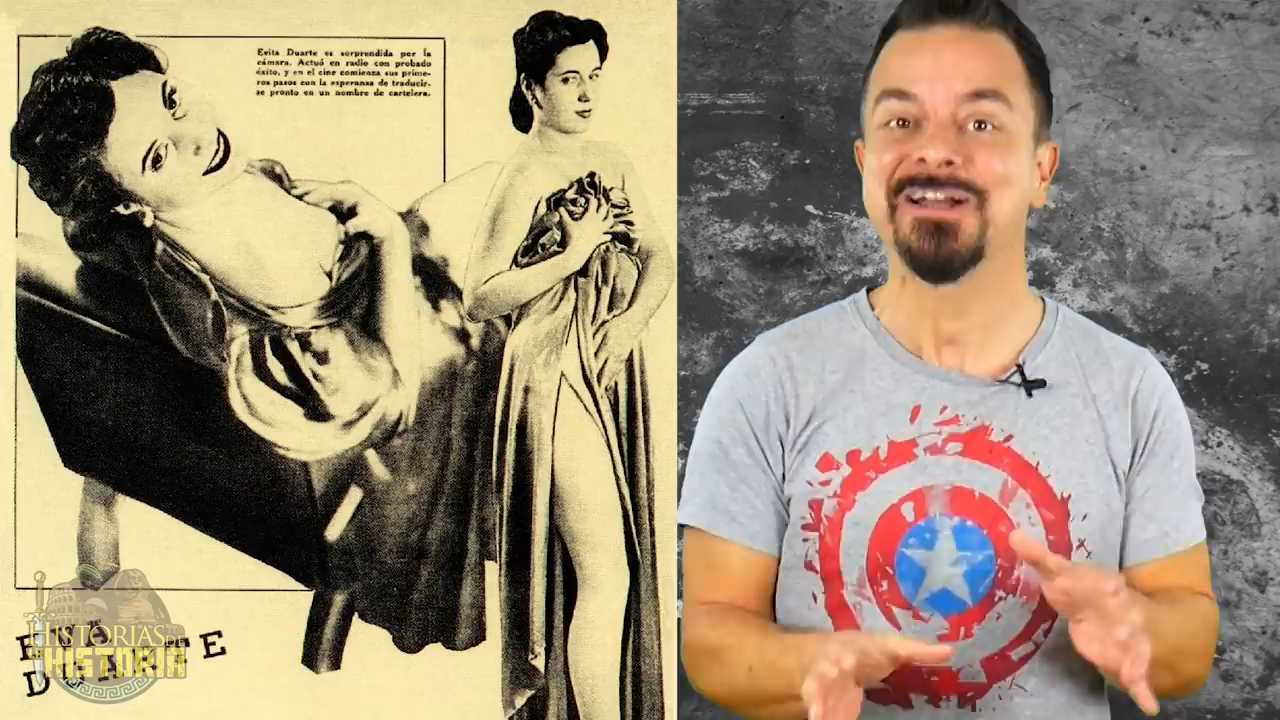 Evita Duarte es sorprendida por la
cámara. Actuó en radio con probado
éxito, y en el cine comienza sus prime-
ros pasos con la esperanza de traducir-
se pronto en un nombre de cartelera.
HISTORIAS DE
HISTORIA